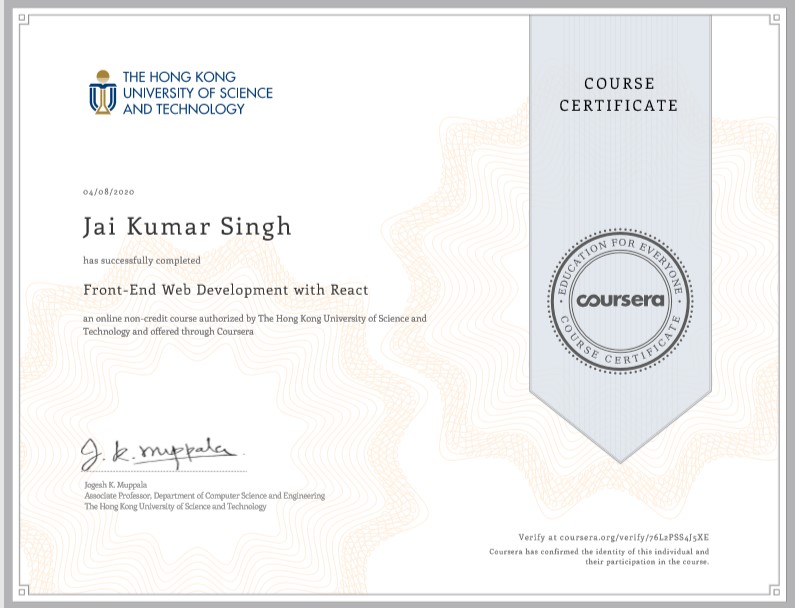 THE HONG KONG
UNIVERSITY OF SCIENCE
AND TECHNOLOGY
COURSE
CERTIFICATE
04/08/2020
Jai Kumar Singh
has successfully completed
Front-End Web Development with React
an online non-credit course authorized by The Hong Kong University of Science and
Technology and offered through Coursera
EDUCATION FOR EVERYONE
coursera
COURSE CERTIFICATE
J. K. Muppala
Jogesh K. Muppala
Associate Professor, Department of Computer Science and Engineering
The Hong Kong University of Science and Technology
Verify at coursera.org/verify/76L2PSS4J5XE
Coursera has confirmed the identity of this individual and
their participation in the course.